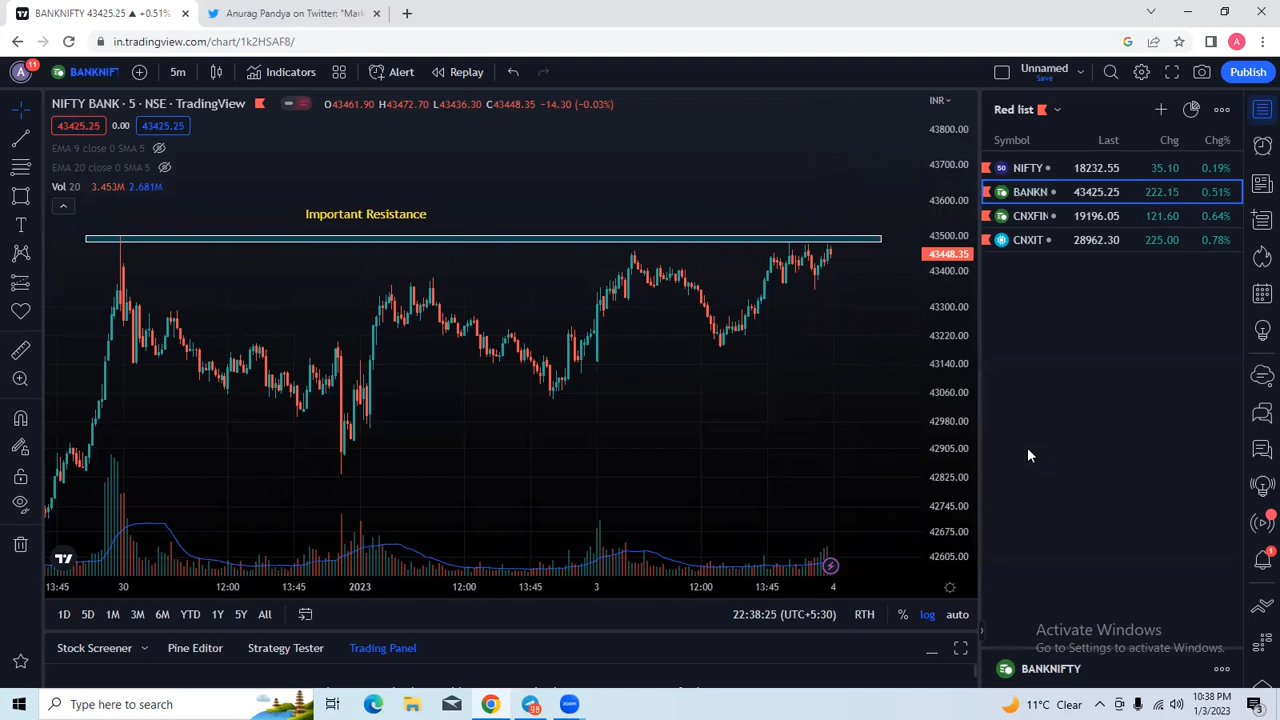 BANKNIFTY 43425.25 ▲ +0.51%
Anurag Pandya on Twitter: "Mark
in.tradingview.com/chart/1k2HSAF8/
A
A
11
BANKNIFT
5m
Indicators
Alert
Replay
Unnamed
Save
Publish
NIFTY BANK · 5 · NSE · TradingView
O43461.90 H43472.70 L43436.30 C43448.35 −14.30 (−0.03%)
INR
43425.25 0.00 43425.25
EMA 9 close 0 SMA 5
EMA 20 close 0 SMA 5
Vol 20 3.453M 2.681M
Important Resistance
43800.00
43700.00
43600.00
43500.00
43448.35
43400.00
43300.00
43220.00
43140.00
43060.00
42980.00
42905.00
42825.00
42745.00
42675.00
42605.00
13:45 30 12:00 13:45 2023 12:00 13:45 3 12:00 13:45 4
1D 5D 1M 3M 6M YTD 1Y 5Y All
22:38:25 (UTC+5:30) RTH % log auto
Stock Screener Pine Editor Strategy Tester Trading Panel
Red list
Symbol Last Chg Chg%
50 NIFTY 18232.55 35.10 0.19%
BANKN 43425.25 222.15 0.51%
CNXFIN 19196.05 121.60 0.64%
CNXIT 28962.30 225.00 0.78%
1
Activate Windows
Go to Settings to activate Windows.
BANKNIFTY
Type here to search
98
zoom
11°C Clear
10:38 PM
1/3/2023
3